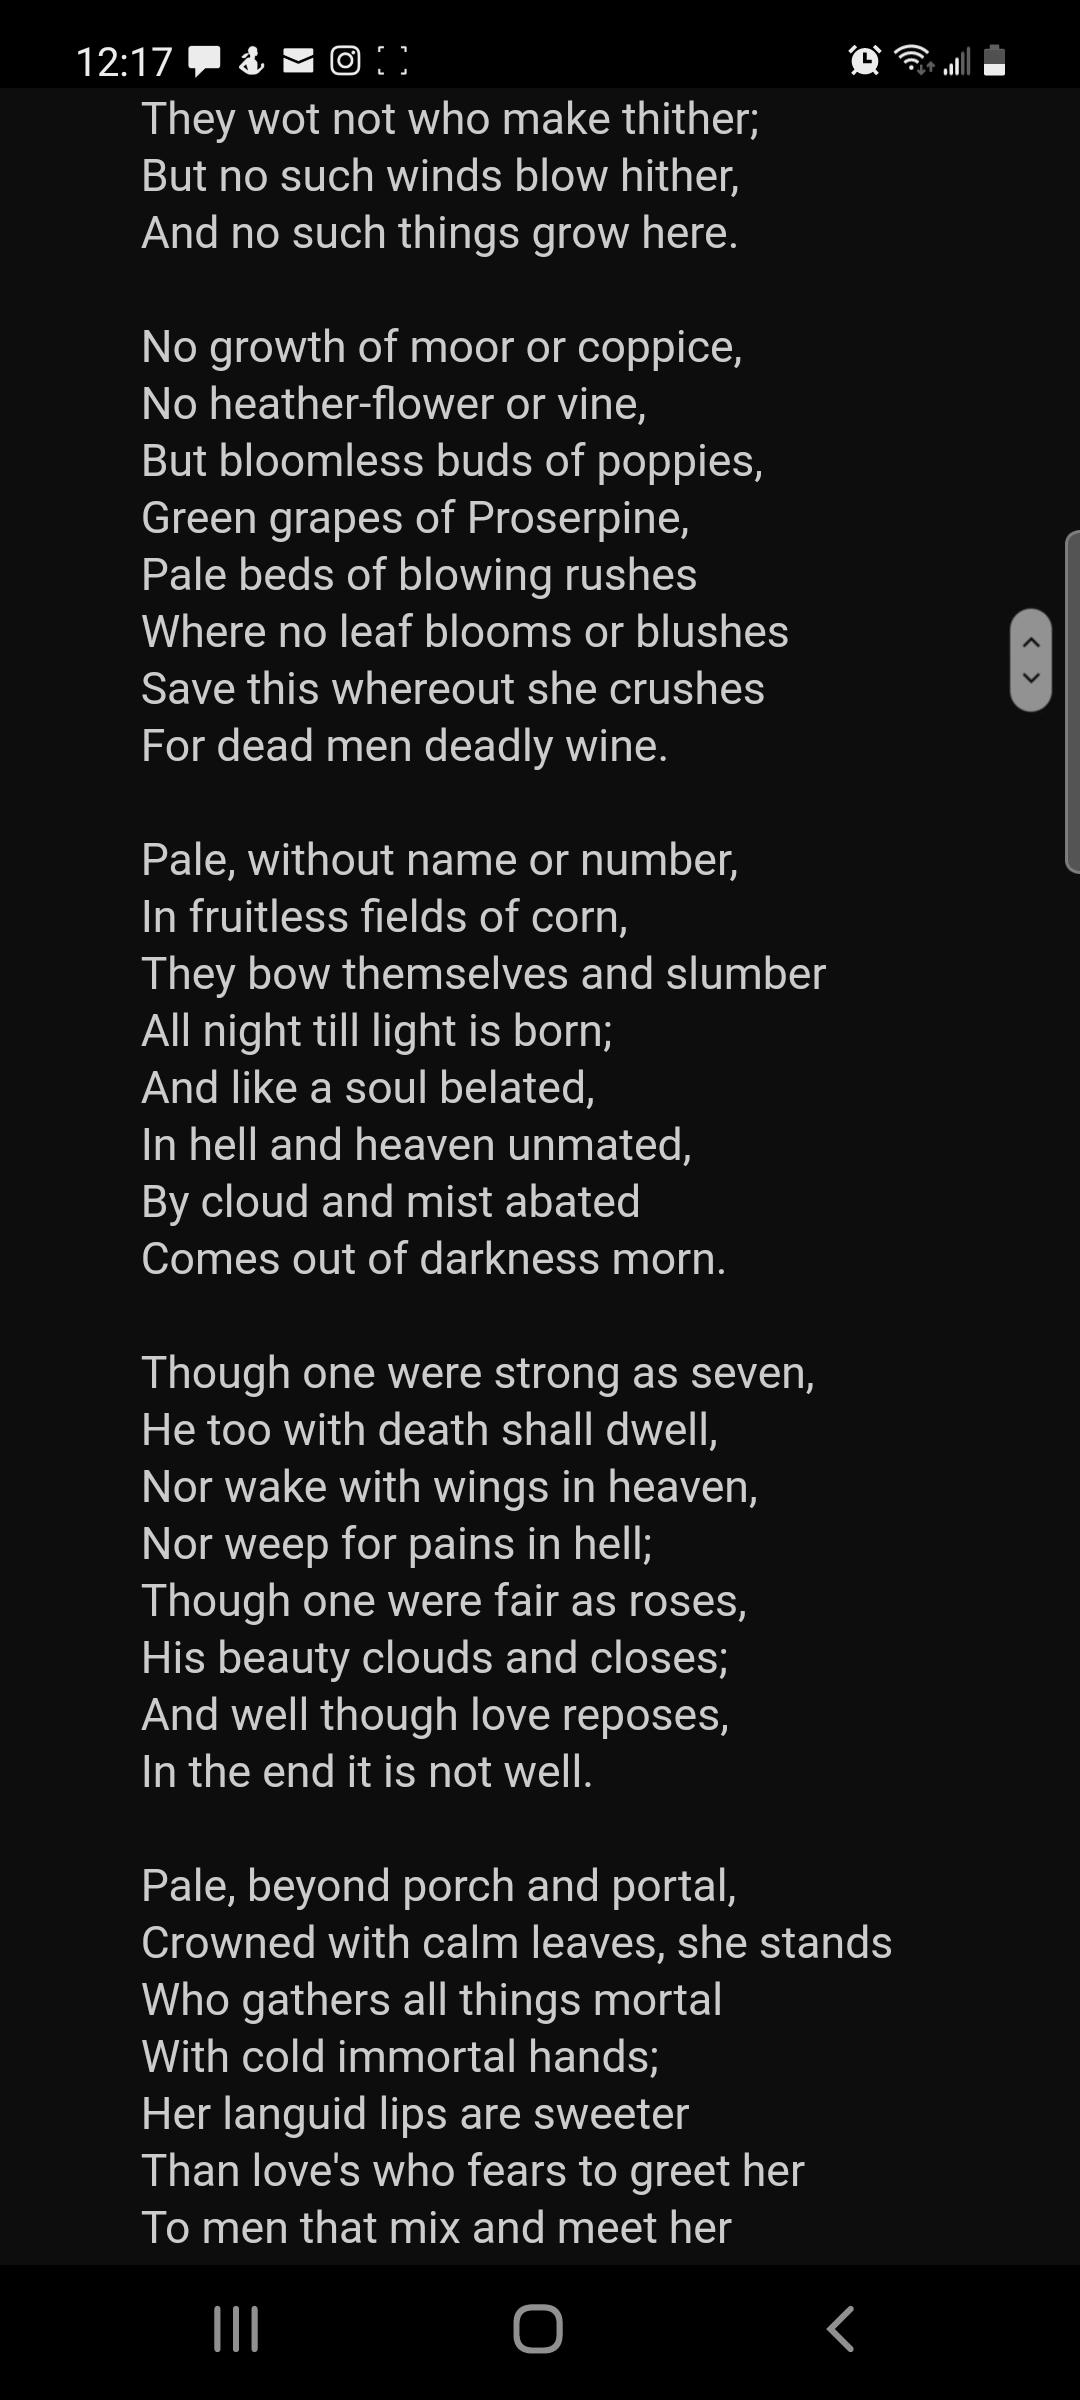 12:17
They wot not who make thither;
But no such winds blow hither,
And no such things grow here.
No growth of moor or coppice,
No heather-flower or vine,
But bloomless buds of poppies,
Green grapes of Proserpine,
Pale beds of blowing rushes
Where no leaf blooms or blushes
Save this whereout she crushes
For dead men deadly wine.
Pale, without name or number,
In fruitless fields of corn,
They bow themselves and slumber
All night till light is born;
And like a soul belated,
In hell and heaven unmated,
By cloud and mist abated
Comes out of darkness morn.
Though one were strong as seven,
He too with death shall dwell,
Nor wake with wings in heaven,
Nor weep for pains in hell;
Though one were fair as roses,
His beauty clouds and closes;
And well though love reposes,
In the end it is not well.
Pale, beyond porch and portal,
Crowned with calm leaves, she stands
Who gathers all things mortal
With cold immortal hands;
Her languid lips are sweeter
Than love's who fears to greet her
To men that mix and meet her